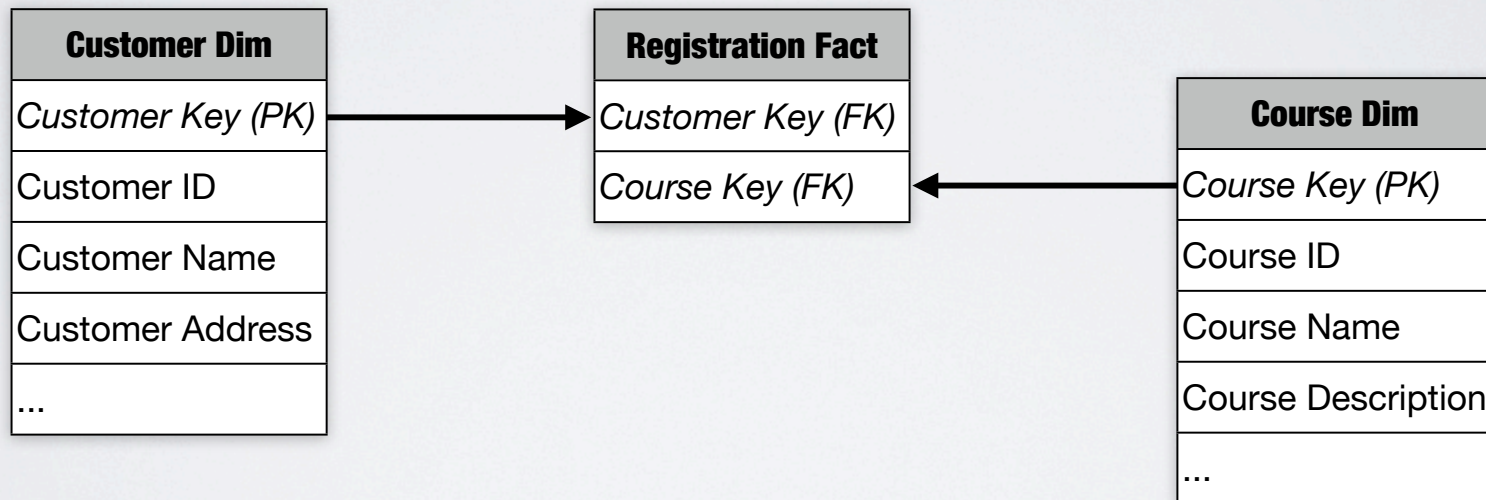 Customer Dim
Customer Key (PK)
Customer ID
Customer Name
Customer Address
...
Registration Fact
Customer Key (FK)
Course Key (FK)
Course Dim
Course Key (PK)
Course ID
Course Name
Course Description
...